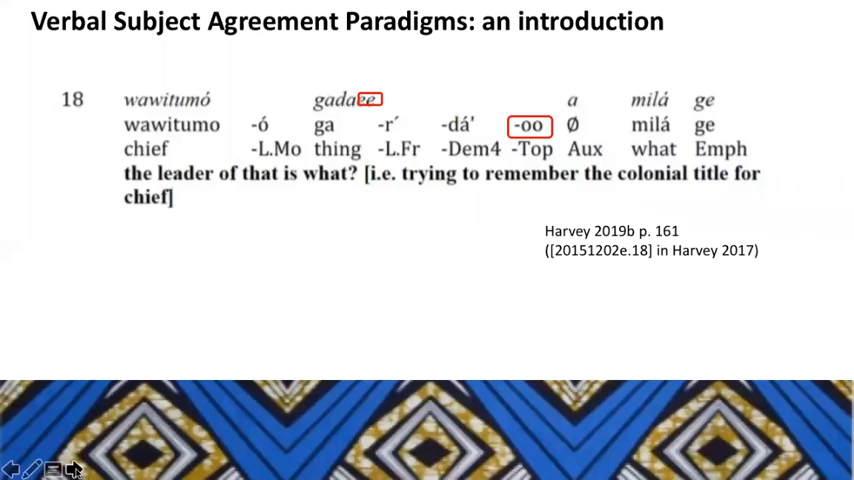 Verbal Subject Agreement Paradigms: an introduction
18 wawitumó gadaee a milá ge
wawitumo -ó ga -r´ -dá' -oo Ø milá ge
chief -L.Mo thing -L.Fr -Dem4 -Top Aux what Emph
the leader of that is what? [i.e. trying to remember the colonial title for
chief]
Harvey 2019b p. 161
([20151202e.18] in Harvey 2017)